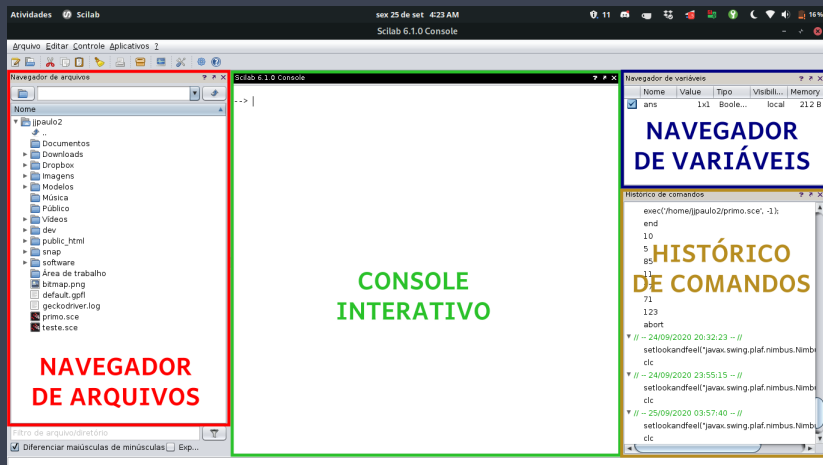 Atividades Scilab sex 25 de set 4:23 AM 11 16 %
Scilab 6.1.0 Console
Arquivo Editar Controle Aplicativos ?
Navegador de arquivos ? ↗ X
Nome
jjpaulo2
..
Documentos
Downloads
Dropbox
Imagens
Modelos
Música
Público
Vídeos
dev
public_html
snap
software
Área de trabalho
bitmap.png
default.gpfl
geckodriver.log
primo.sce
teste.sce
NAVEGADOR
DE ARQUIVOS
Filtro de arquivo/diretório
Diferenciar maiúsculas de minúsculas Exp...
Scilab 6.1.0 Console ? ↗ X
--> |
CONSOLE
INTERATIVO
Navegador de variáveis ? ↗ X
Nome Value Tipo Visibili... Memory
ans 1x1 Boole... local 212 B
NAVEGADOR
DE VARIÁVEIS
Histórico de comandos ? ↗ X
exec('/home/jjpaulo2/primo.sce', -1);
end
10
5
85
11
71
123
abort
HISTÓRICO
DE COMANDOS
// -- 24/09/2020 20:32:23 -- //
setlookandfeel("javax.swing.plaf.nimbus.Nimb
clc
// -- 24/09/2020 23:55:15 -- //
setlookandfeel("javax.swing.plaf.nimbus.Nimb
clc
// -- 25/09/2020 03:57:40 -- //
setlookandfeel("javax.swing.plaf.nimbus.Nimb
clc